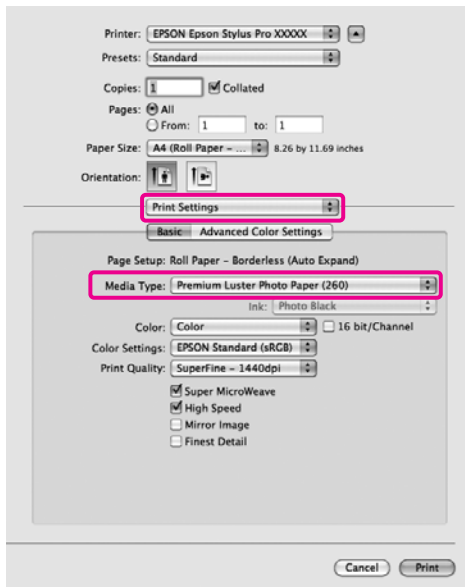 Printer: EPSON Epson Stylus Pro XXXXX
Presets: Standard
Copies: 1 Collated
Pages: All
From: 1 to: 1
Paper Size: A4 (Roll Paper – ... 8.26 by 11.69 inches
Orientation:
Print Settings
Basic Advanced Color Settings
Page Setup: Roll Paper – Borderless (Auto Expand)
Media Type: Premium Luster Photo Paper (260)
Ink: Photo Black
Color: Color 16 bit/Channel
Color Settings: EPSON Standard (sRGB)
Print Quality: SuperFine – 1440dpi
Super MicroWeave
High Speed
Mirror Image
Finest Detail
Cancel Print